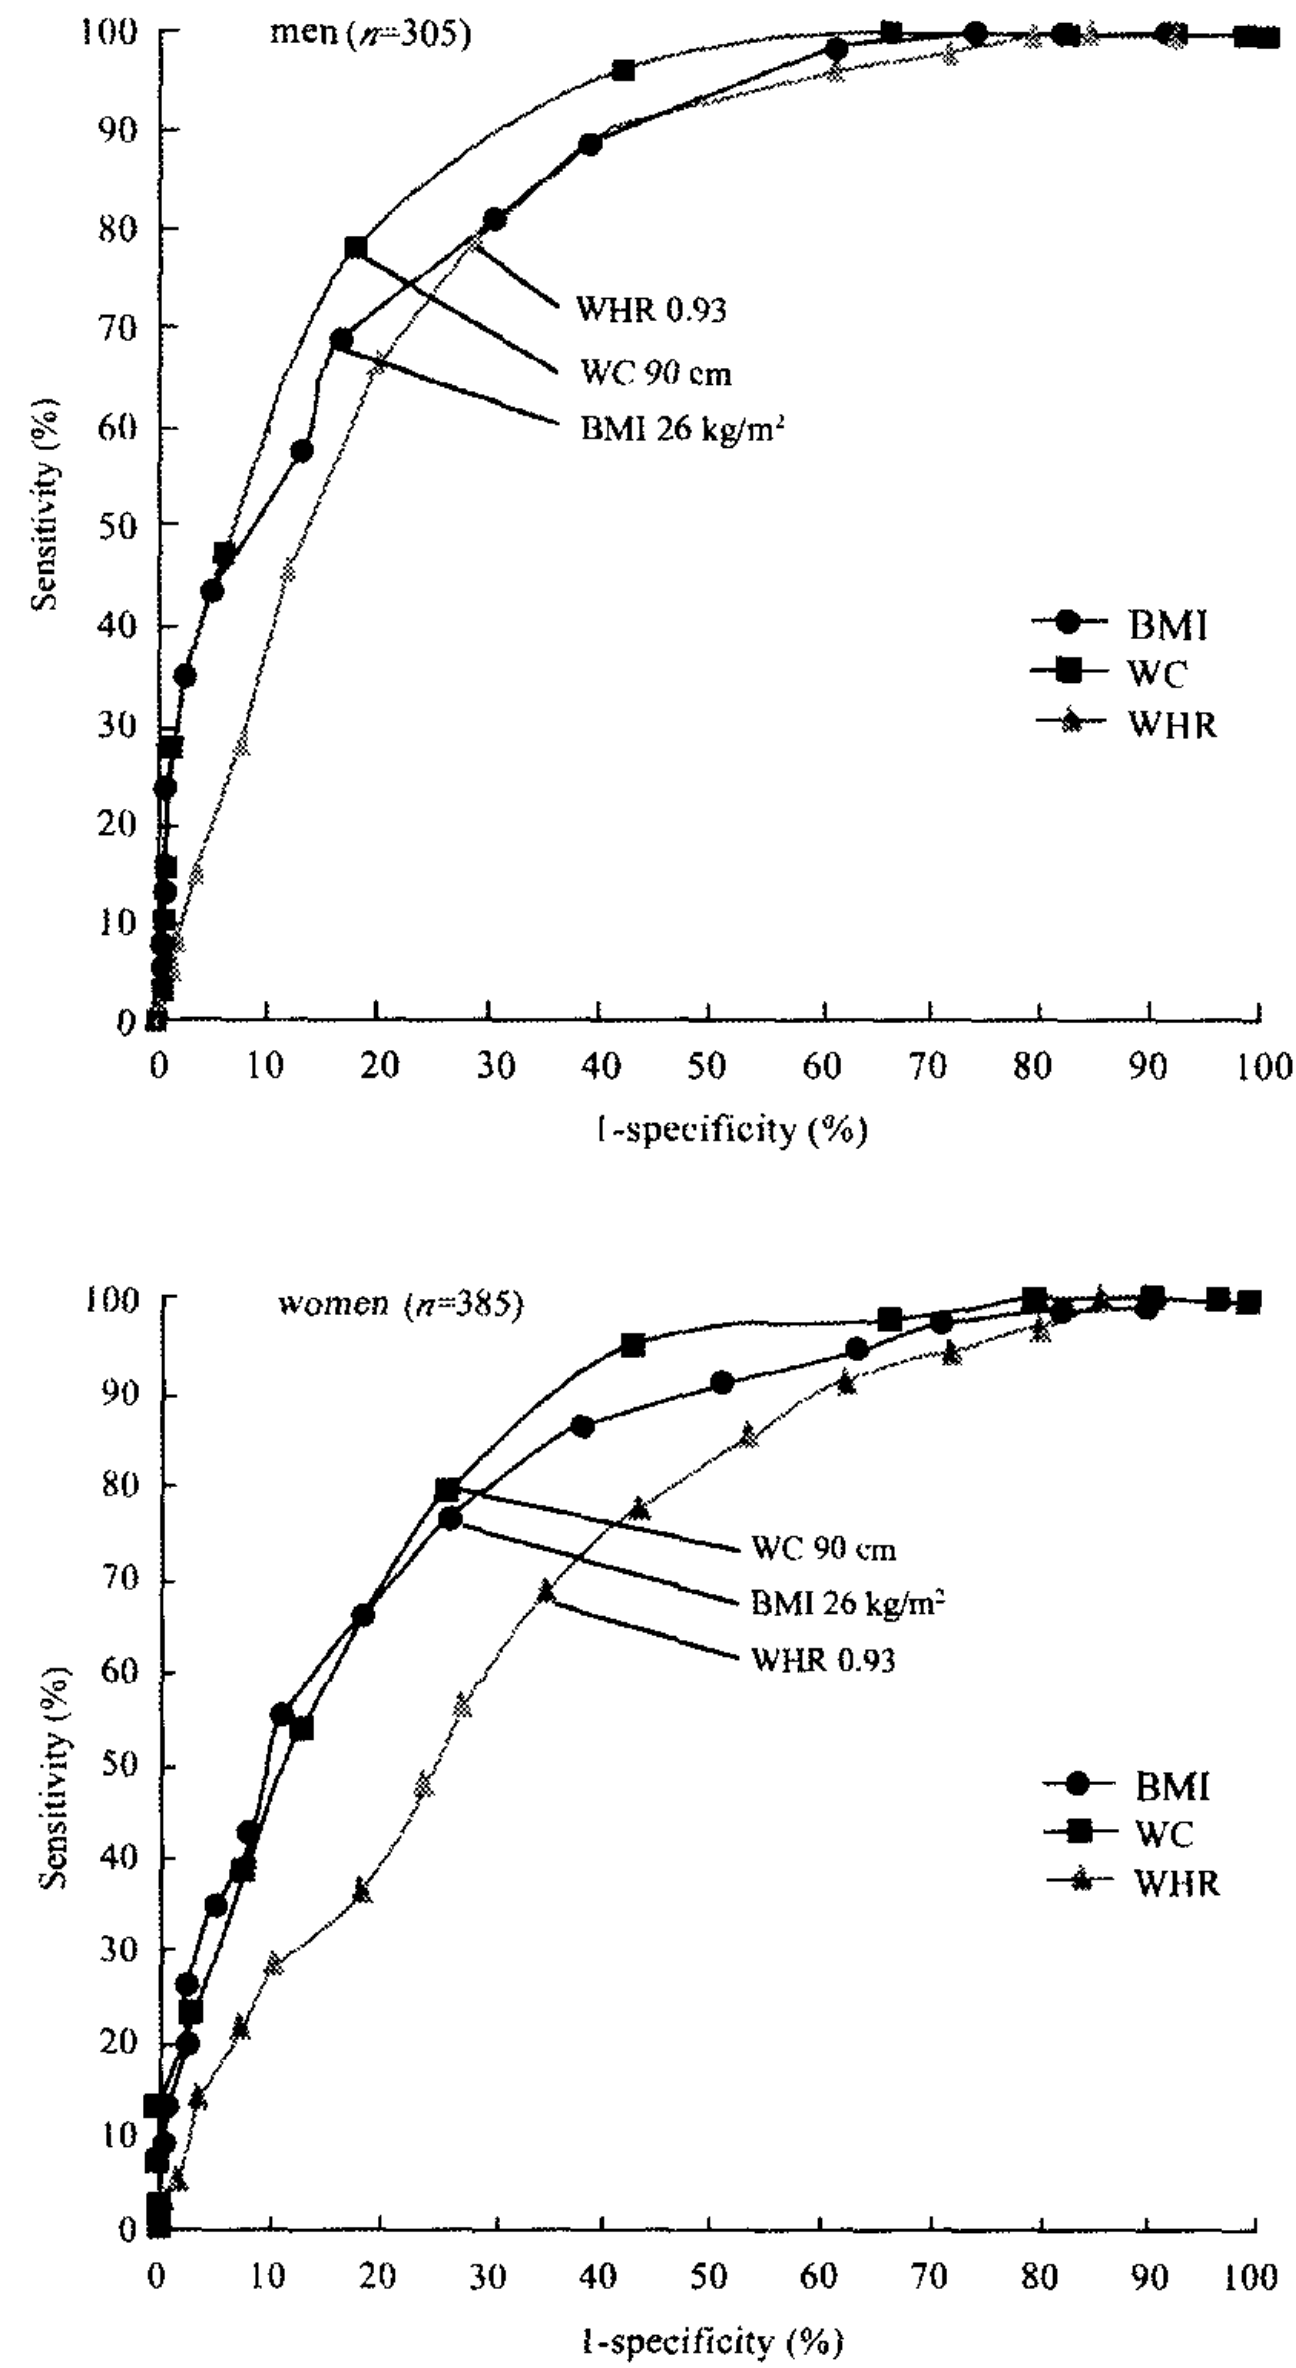 men (n=305)
100
90
80
70
60
50
40
30
20
10
0
Sensitivity (%)
WHR 0.93
WC 90 cm
BMI 26 kg/m²
BMI
WC
WHR
0 10 20 30 40 50 60 70 80 90 100
1-specificity (%)
women (n=385)
100
90
80
70
60
50
40
30
20
10
0
Sensitivity (%)
WC 90 cm
BMI 26 kg/m²
WHR 0.93
BMI
WC
WHR
0 10 20 30 40 50 60 70 80 90 100
1-specificity (%)